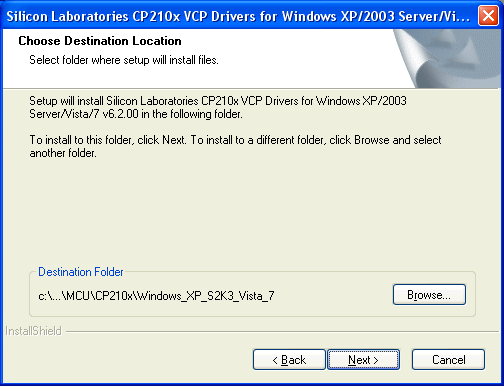 Silicon Laboratories CP210x VCP Drivers for Windows XP/2003 Server/Vi...
Choose Destination Location
Select folder where setup will install files.
Setup will install Silicon Laboratories CP210x VCP Drivers for Windows XP/2003
Server/Vista/7 v6.2.00 in the following folder.
To install to this folder, click Next. To install to a different folder, click Browse and select
another folder.
Destination Folder
c:\...\MCU\CP210x\Windows_XP_S2K3_Vista_7
Browse...
InstallShield
< Back
Next >
Cancel